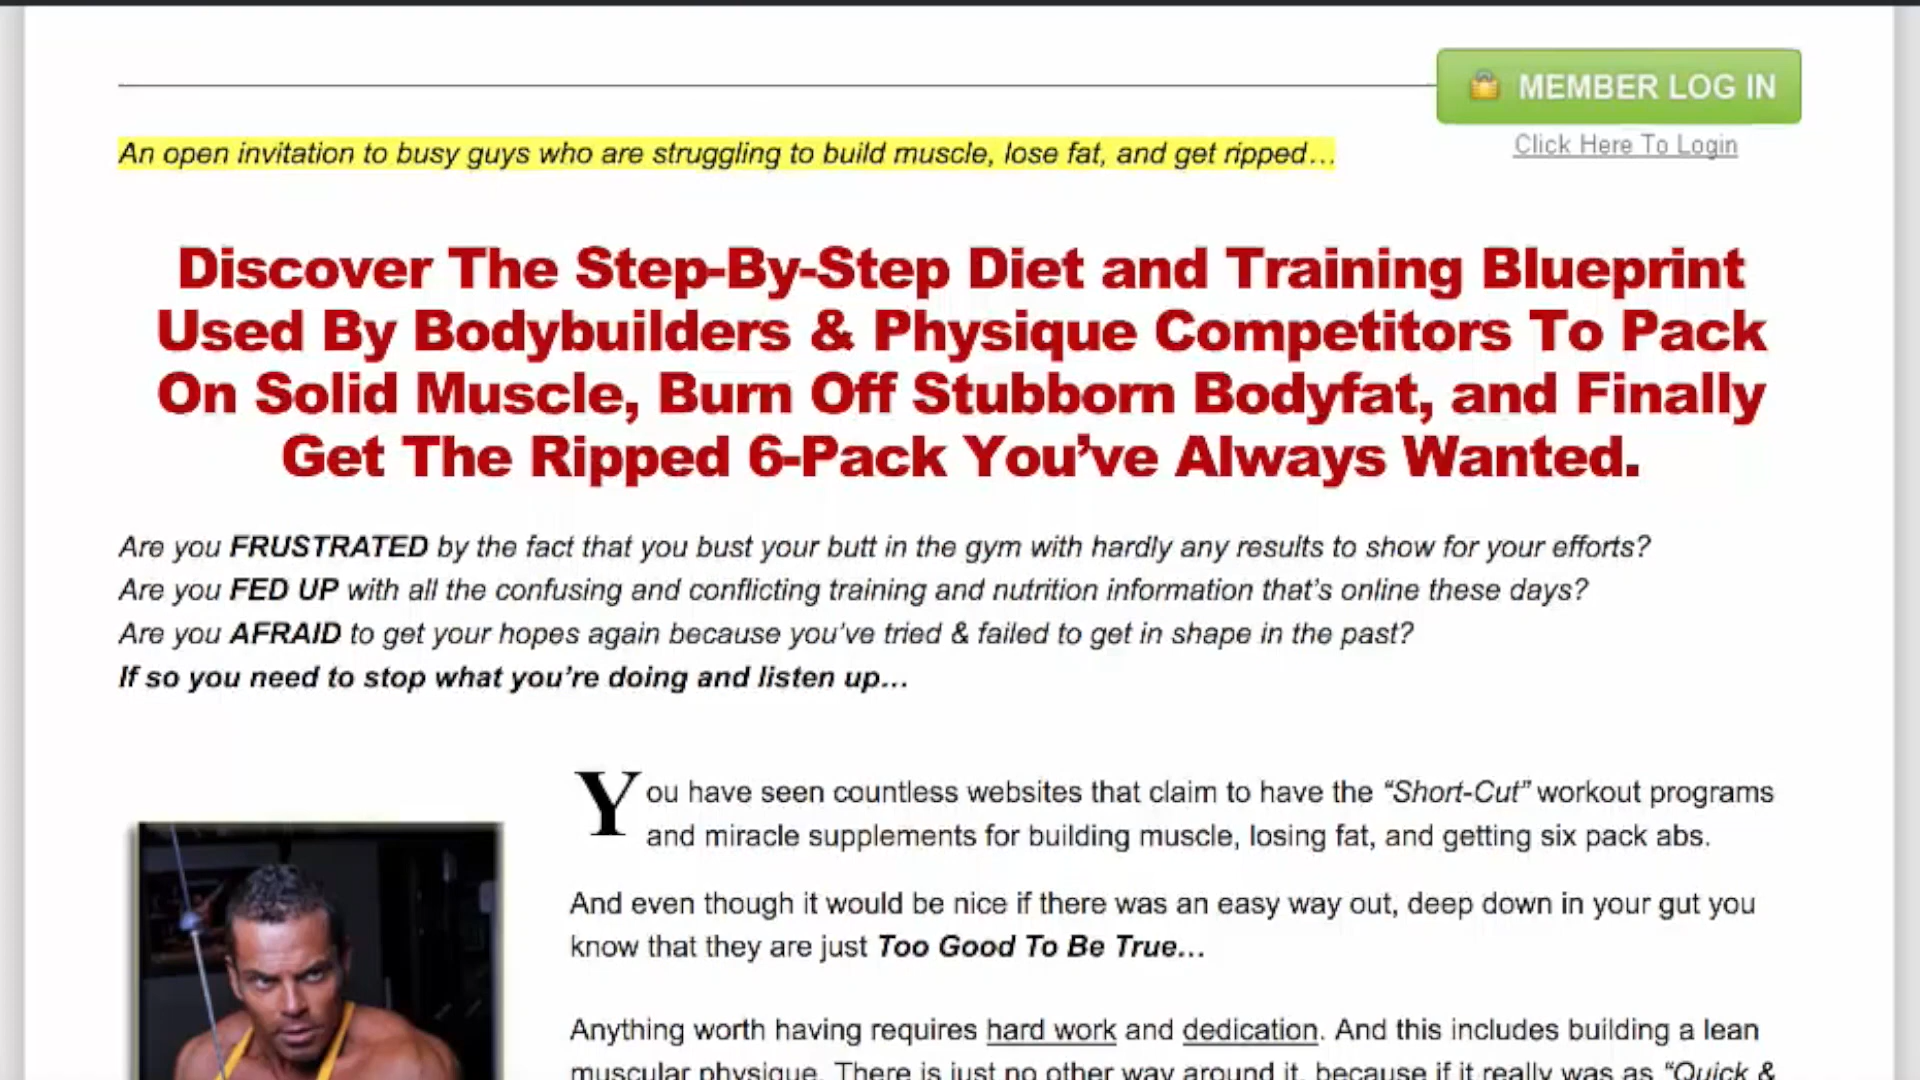 MEMBER LOG IN
Click Here To Login
An open invitation to busy guys who are struggling to build muscle, lose fat, and get ripped...
Discover The Step-By-Step Diet and Training Blueprint
Used By Bodybuilders & Physique Competitors To Pack
On Solid Muscle, Burn Off Stubborn Bodyfat, and Finally
Get The Ripped 6-Pack You’ve Always Wanted.
Are you FRUSTRATED by the fact that you bust your butt in the gym with hardly any results to show for your efforts?
Are you FED UP with all the confusing and conflicting training and nutrition information that’s online these days?
Are you AFRAID to get your hopes again because you’ve tried & failed to get in shape in the past?
If so you need to stop what you’re doing and listen up...
You have seen countless websites that claim to have the “Short-Cut” workout programs
and miracle supplements for building muscle, losing fat, and getting six pack abs.
And even though it would be nice if there was an easy way out, deep down in your gut you
know that they are just Too Good To Be True...
Anything worth having requires hard work and dedication. And this includes building a lean
muscular physique. There is just no other way around it, because if it really was as “Quick &